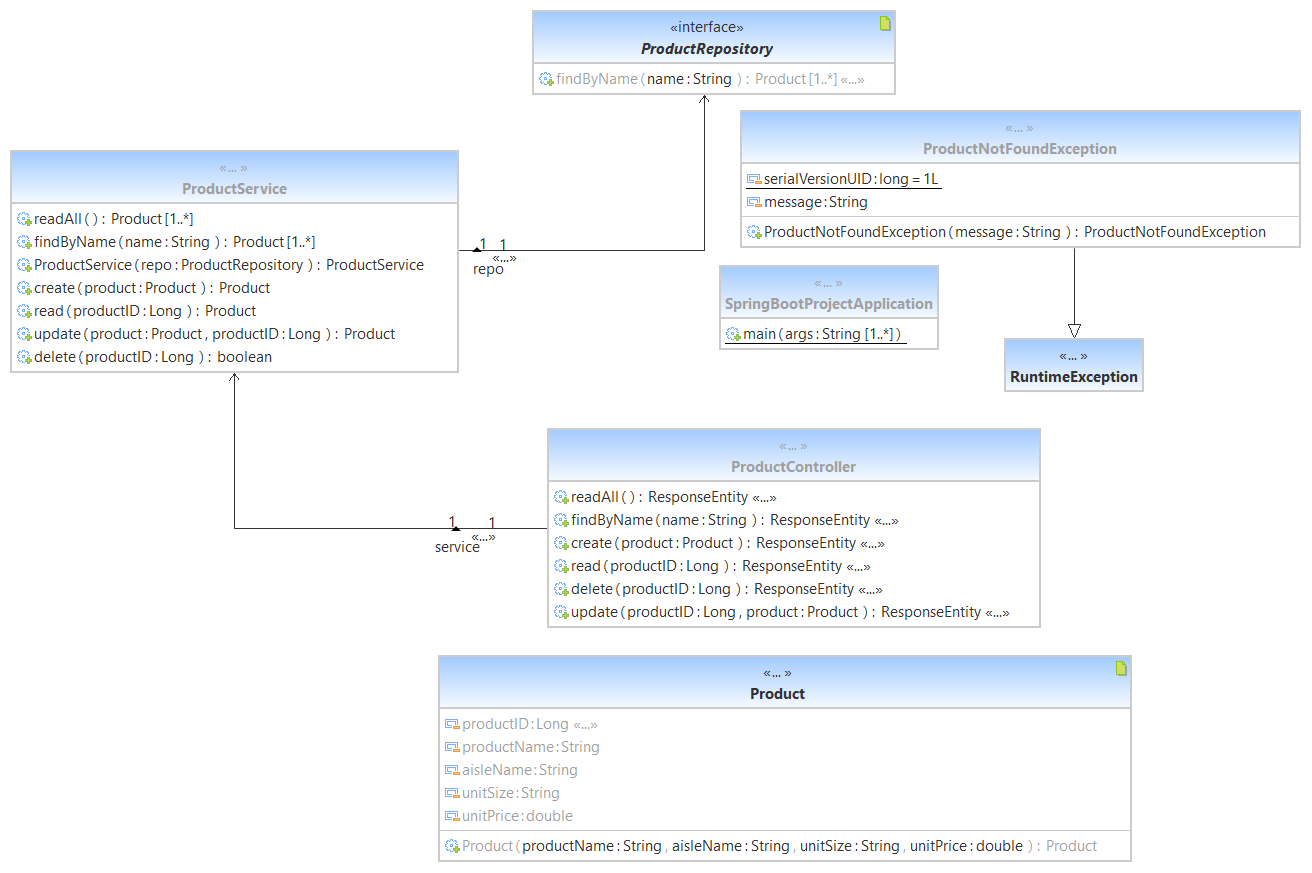 «interface»
ProductRepository
findByName(name:String): Product[1..*] «...»
«... »
ProductNotFoundException
serialVersionUID:long=1L
message:String
ProductNotFoundException(message:String): ProductNotFoundException
«... »
ProductService
readAll(): Product[1..*]
findByName(name:String): Product[1..*]
ProductService(repo:ProductRepository): ProductService
create(product:Product): Product
read(productID:Long): Product
update(product:Product, productID:Long): Product
delete(productID:Long): boolean
1 1
«...»
repo
«... »
SpringBootProjectApplication
main(args:String[1..*])
«... »
RuntimeException
«... »
ProductController
readAll(): ResponseEntity «...»
findByName(name:String): ResponseEntity «...»
create(product:Product): ResponseEntity «...»
read(productID:Long): ResponseEntity «...»
delete(productID:Long): ResponseEntity «...»
update(productID:Long, product:Product): ResponseEntity «...»
1 1
«...»
service
«... »
Product
productID:Long «...»
productName:String
aisleName:String
unitSize:String
unitPrice:double
Product(productName:String, aisleName:String, unitSize:String, unitPrice:double): Product